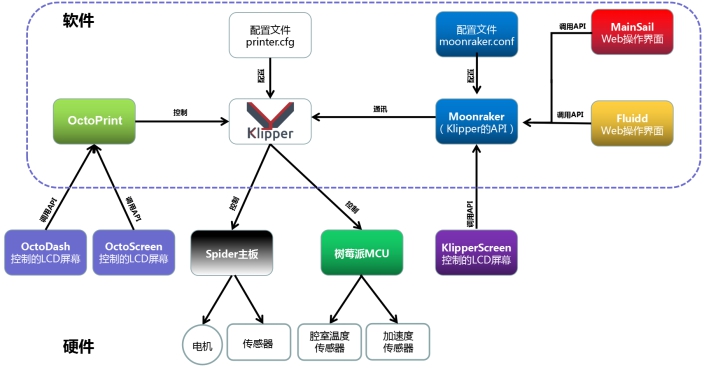 软件
配置文件
printer.cfg
配置文件
moonraker.conf
调用API
MainSail
Web操作界面
配置
配置
OctoPrint
控制
Klipper
通讯
Moonraker
（Klipper的API）
调用API
Fluidd
Web操作界面
调用API
调用API
控制
控制
调用API
OctoDash
控制的LCD屏幕
OctoScreen
控制的LCD屏幕
Spider主板
树莓派MCU
KlipperScreen
控制的LCD屏幕
电机
传感器
腔室温度
传感器
加速度
传感器
硬件